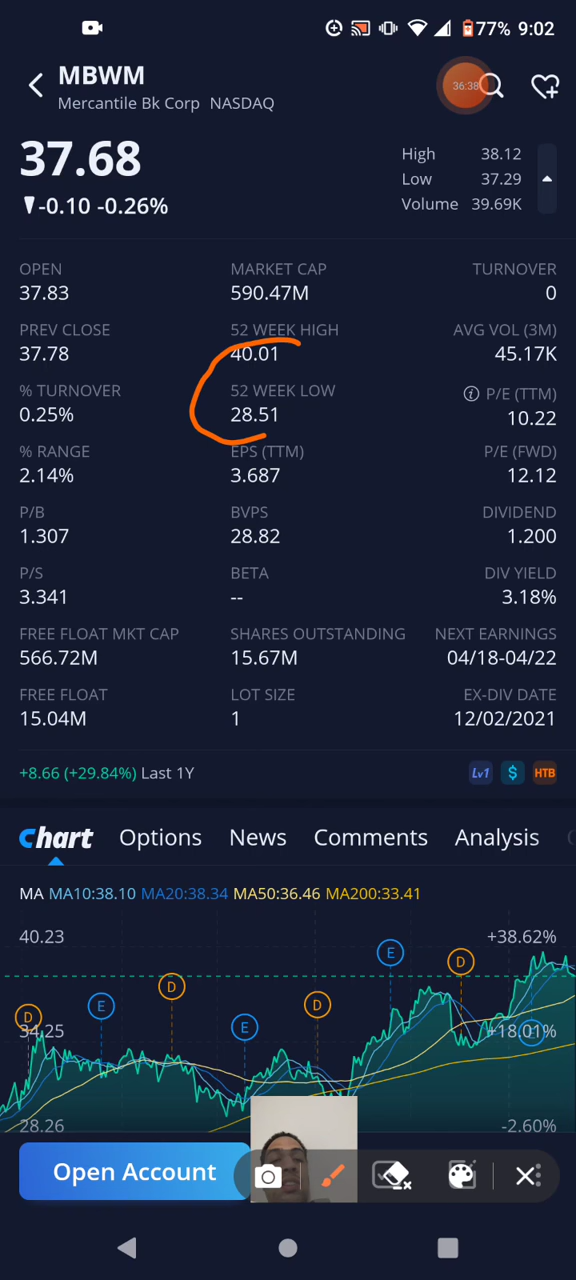 77% 9:02
MBWM
Mercantile Bk Corp NASDAQ
36:38
37.68
-0.10 -0.26%
High 38.12
Low 37.29
Volume 39.69K
OPEN MARKET CAP TURNOVER
37.83 590.47M 0
PREV CLOSE 52 WEEK HIGH AVG VOL (3M)
37.78 40.01 45.17K
% TURNOVER 52 WEEK LOW P/E (TTM)
0.25% 28.51 10.22
% RANGE EPS (TTM) P/E (FWD)
2.14% 3.687 12.12
P/B BVPS DIVIDEND
1.307 28.82 1.200
P/S BETA DIV YIELD
3.341 -- 3.18%
FREE FLOAT MKT CAP SHARES OUTSTANDING NEXT EARNINGS
566.72M 15.67M 04/18-04/22
FREE FLOAT LOT SIZE EX-DIV DATE
15.04M 1 12/02/2021
+8.66 (+29.84%) Last 1Y Lv1 $ HTB
Chart Options News Comments Analysis
MA MA10:38.10 MA20:38.34 MA50:36.46 MA200:33.41
40.23 +38.62%
E D
D E D D
E
34.25 +18.01%
28.26 -2.60%
Open Account